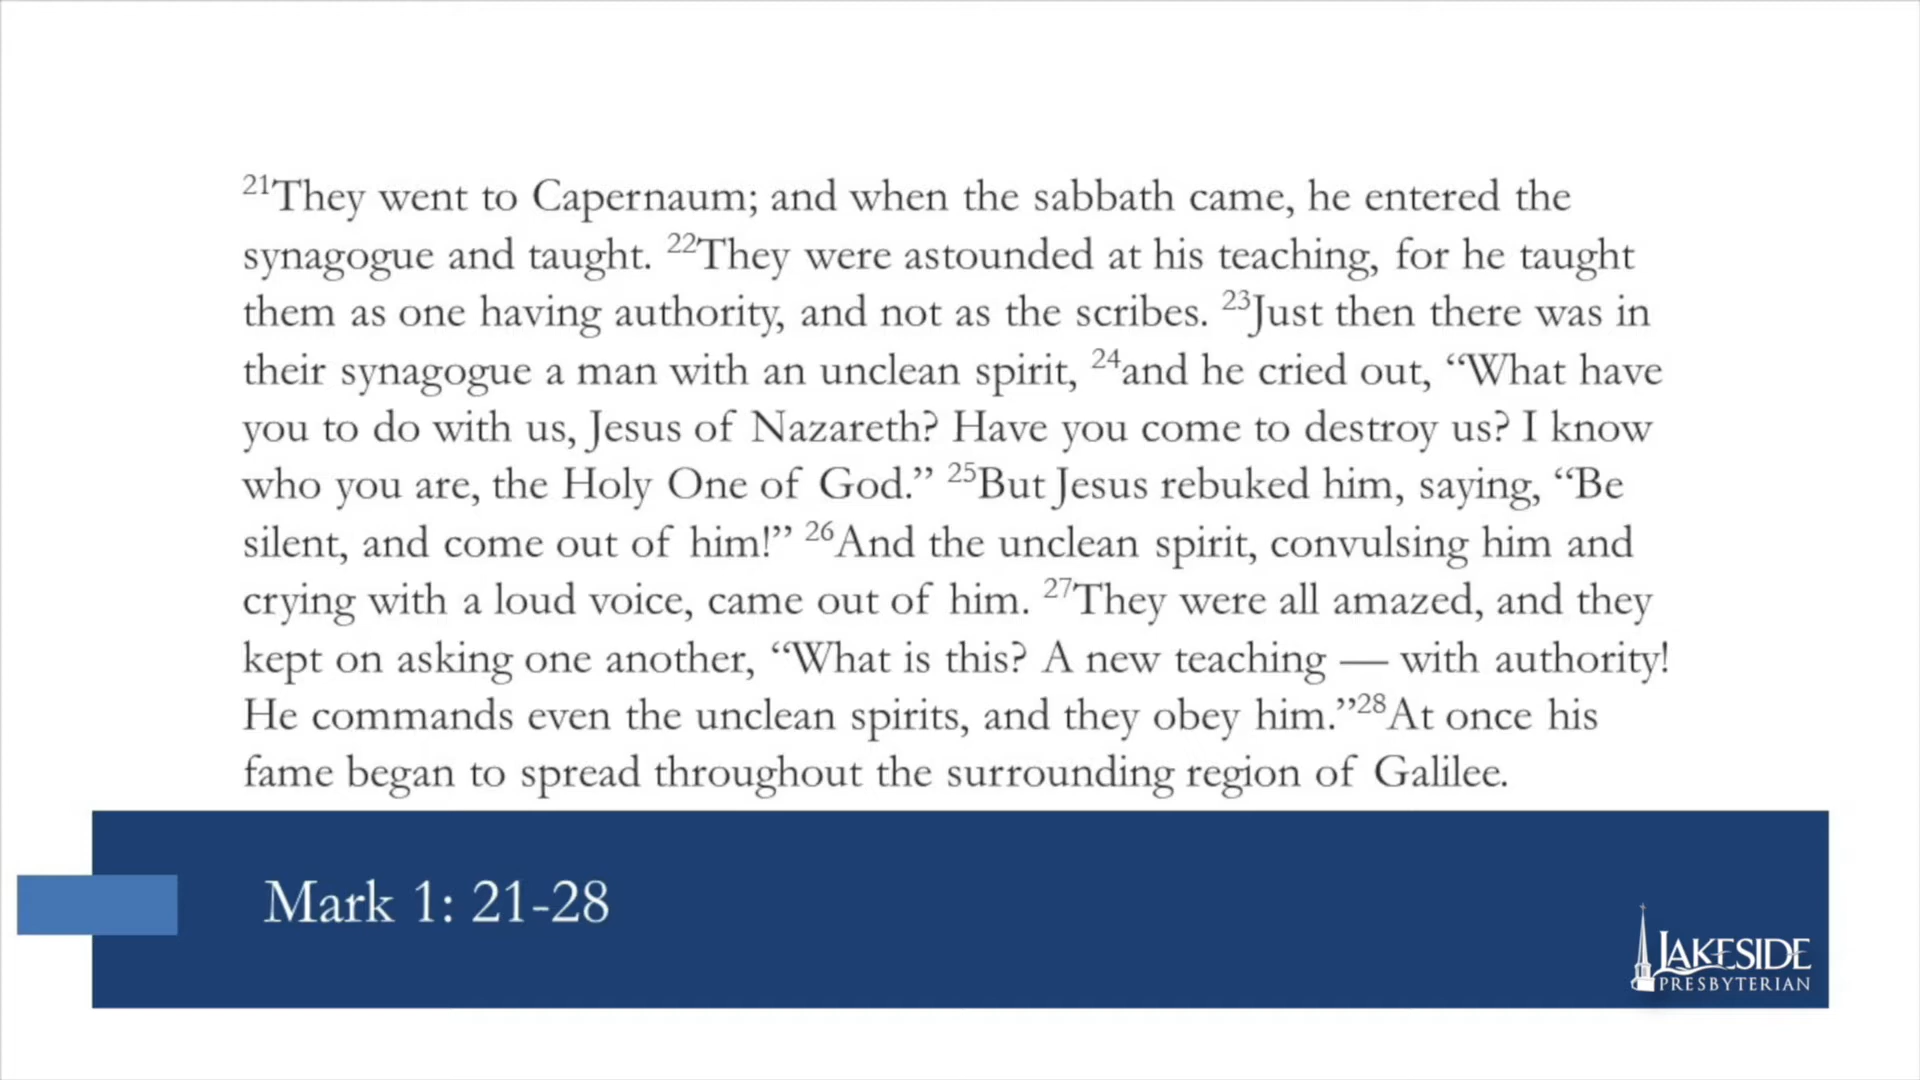 21They went to Capernaum; and when the sabbath came, he entered the
synagogue and taught. 22They were astounded at his teaching, for he taught
them as one having authority, and not as the scribes. 23Just then there was in
their synagogue a man with an unclean spirit, 24and he cried out, “What have
you to do with us, Jesus of Nazareth? Have you come to destroy us? I know
who you are, the Holy One of God.” 25But Jesus rebuked him, saying, “Be
silent, and come out of him!” 26And the unclean spirit, convulsing him and
crying with a loud voice, came out of him. 27They were all amazed, and they
kept on asking one another, “What is this? A new teaching — with authority!
He commands even the unclean spirits, and they obey him.”28At once his
fame began to spread throughout the surrounding region of Galilee.
Mark 1: 21-28
LAKESIDE
PRESBYTERIAN